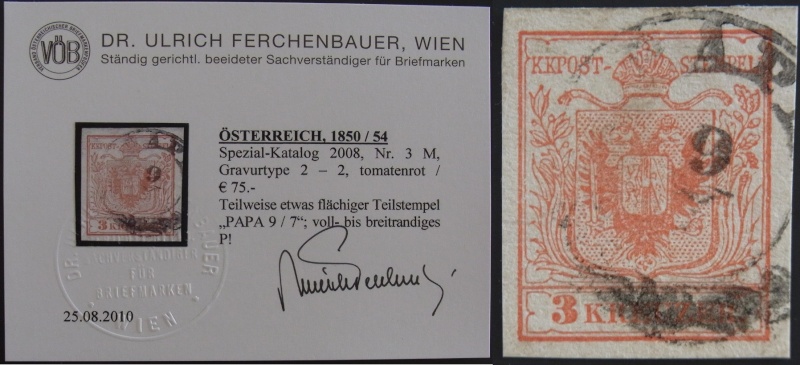 VÖB
DR. ULRICH FERCHENBAUER, WIEN
Ständig gerichtl. beeideter Sachverständiger für Briefmarken
ÖSTERREICH, 1850 / 54
Spezial-Katalog 2008, Nr. 3 M,
Gravurtype 2 – 2, tomatenrot /
€ 75.-
Teilweise etwas flächiger Teilstempel
„PAPA 9 / 7“; voll- bis breitrandiges
P!
WIEN
FÜR
BRIEFMARKEN
25.08.2010
KKPOST-STEMPEL
9
3 KREUZER